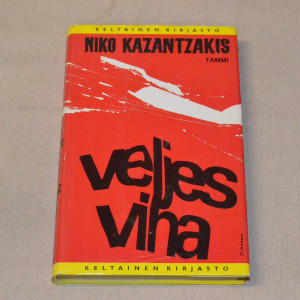 KELTAINEN KIRJASTO
NIKO KAZANTZAKIS
TAMMI
veljes
viha
KELTAINEN KIRJASTO